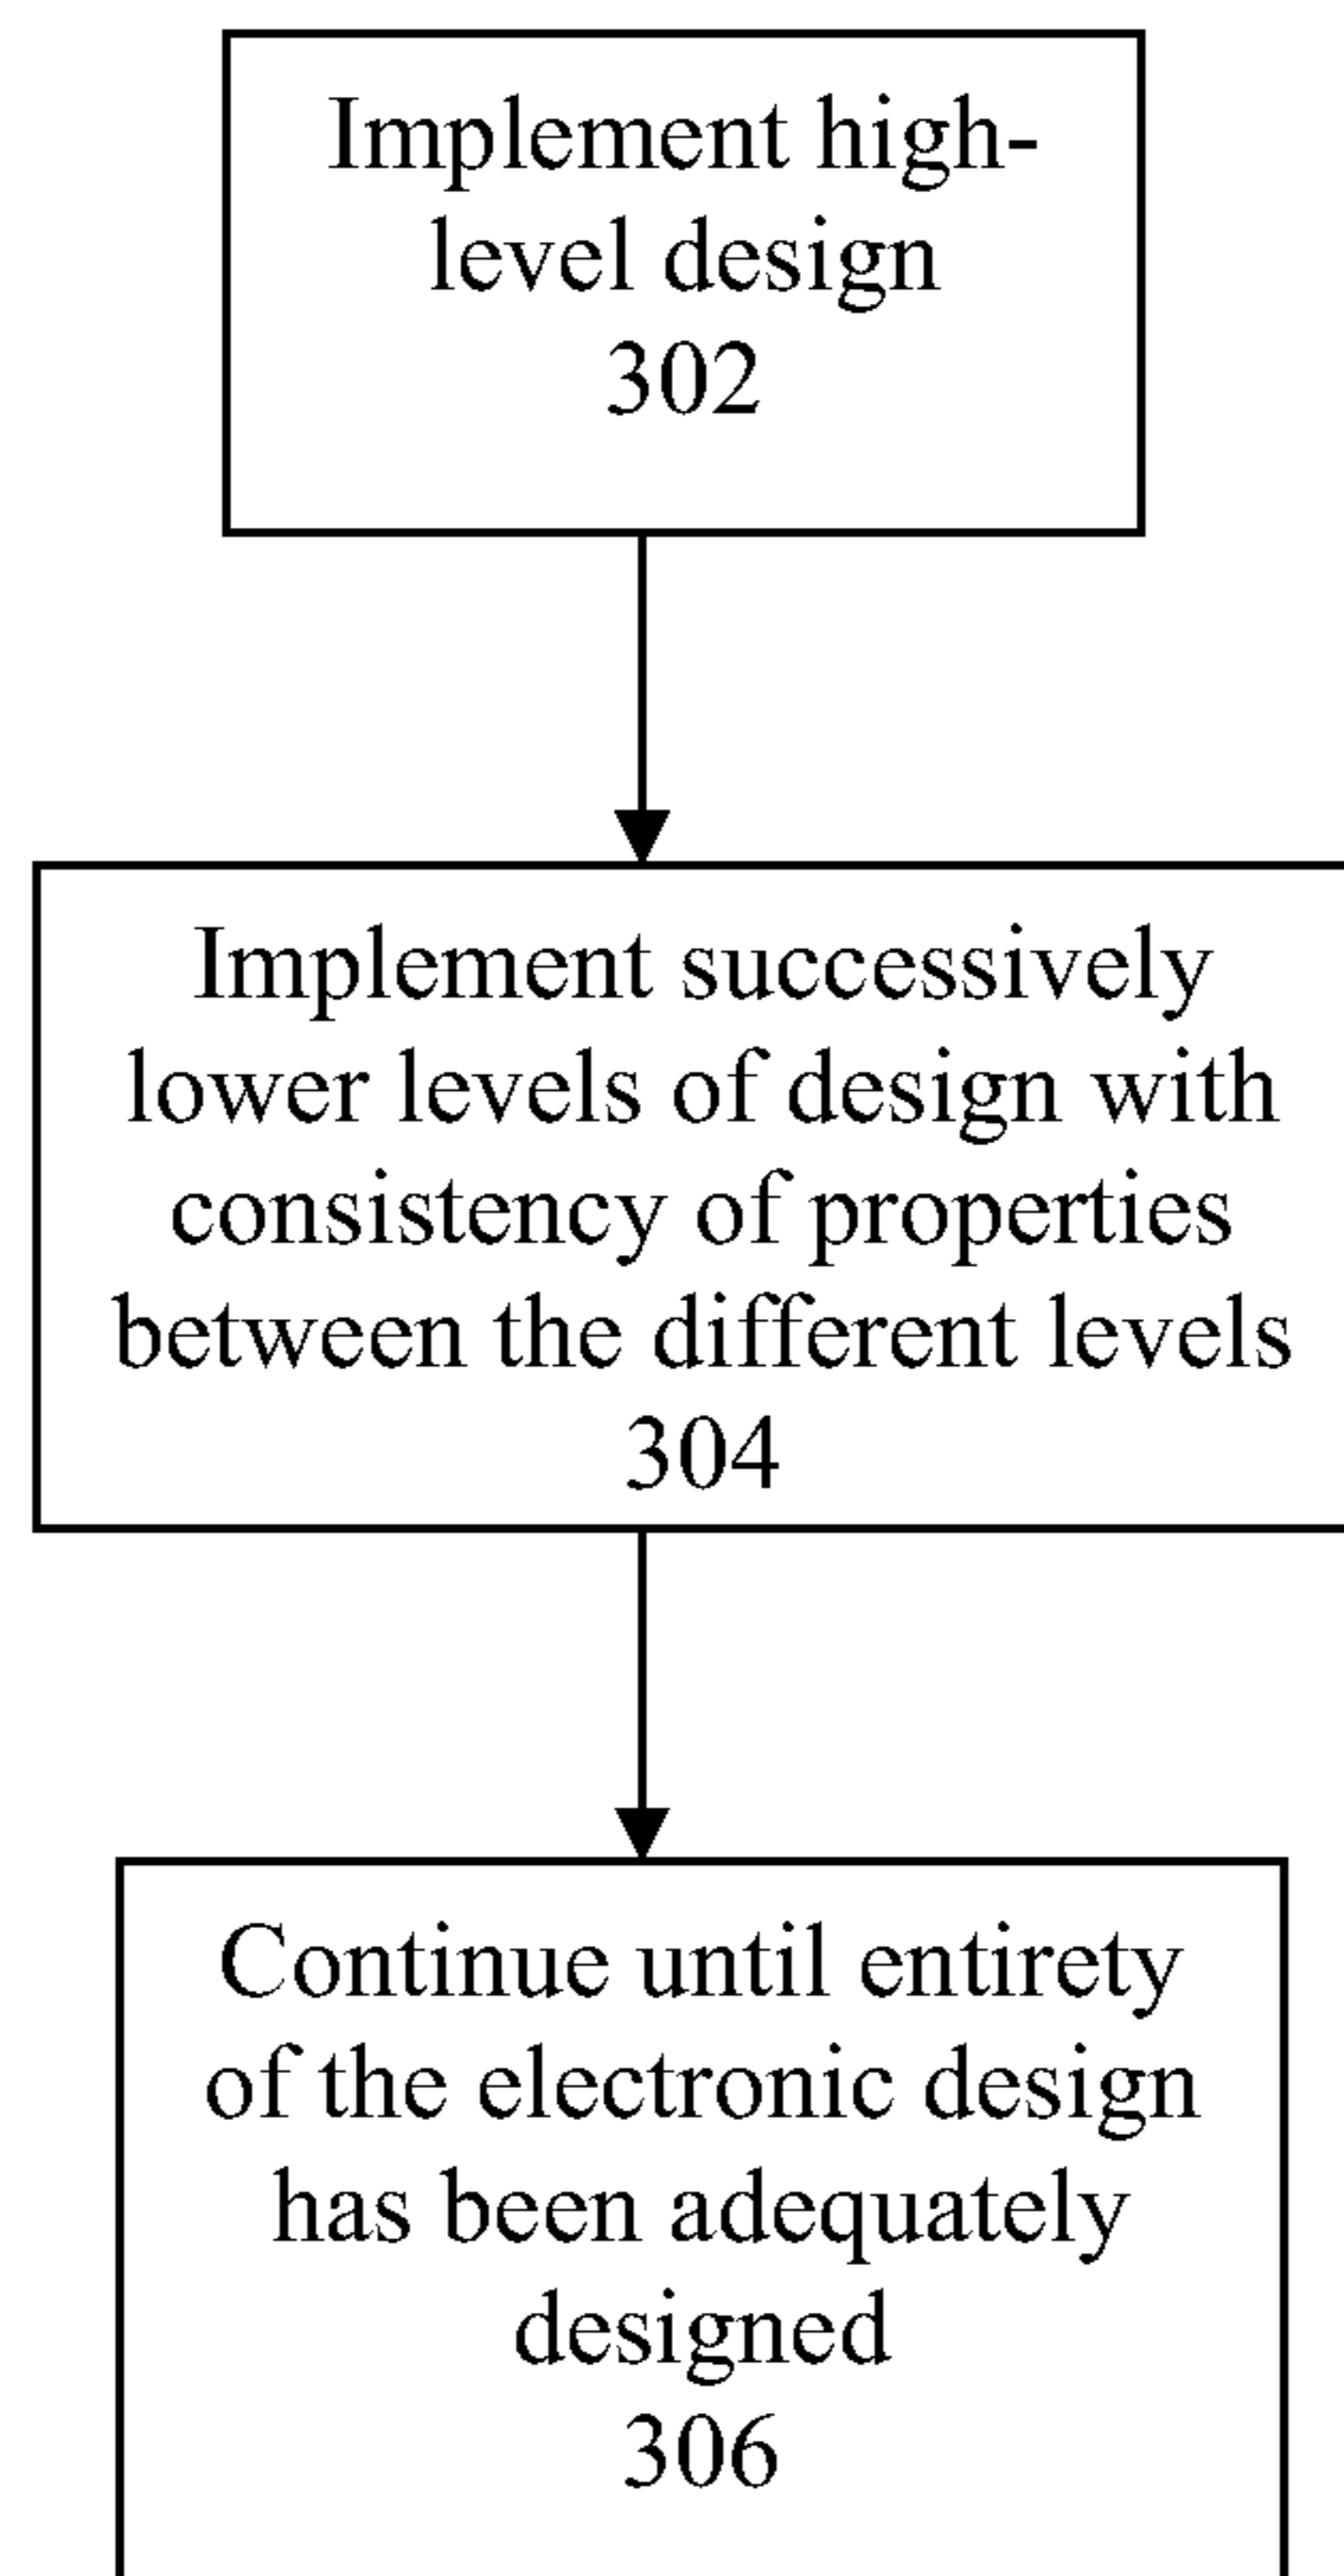 Implement high-
level design
302
Implement successively
lower levels of design with
consistency of properties
between the different levels
304
Continue until entirety
of the electronic design
has been adequately
designed
306